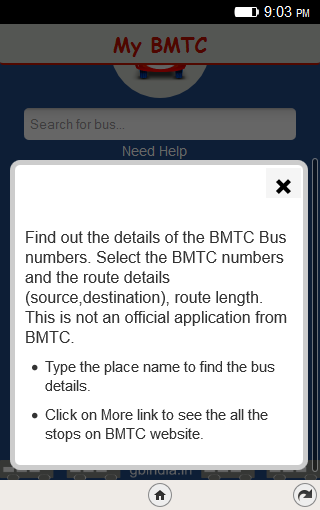 9:03 PM
My BMTC
Search for bus...
Need Help
Find out the details of the BMTC Bus
numbers. Select the BMTC numbers
and the route details
(source,destination), route length.
This is not an official application from
BMTC.
• Type the place name to find the bus
details.
• Click on More link to see the all the
stops on BMTC website.
gbindia.in